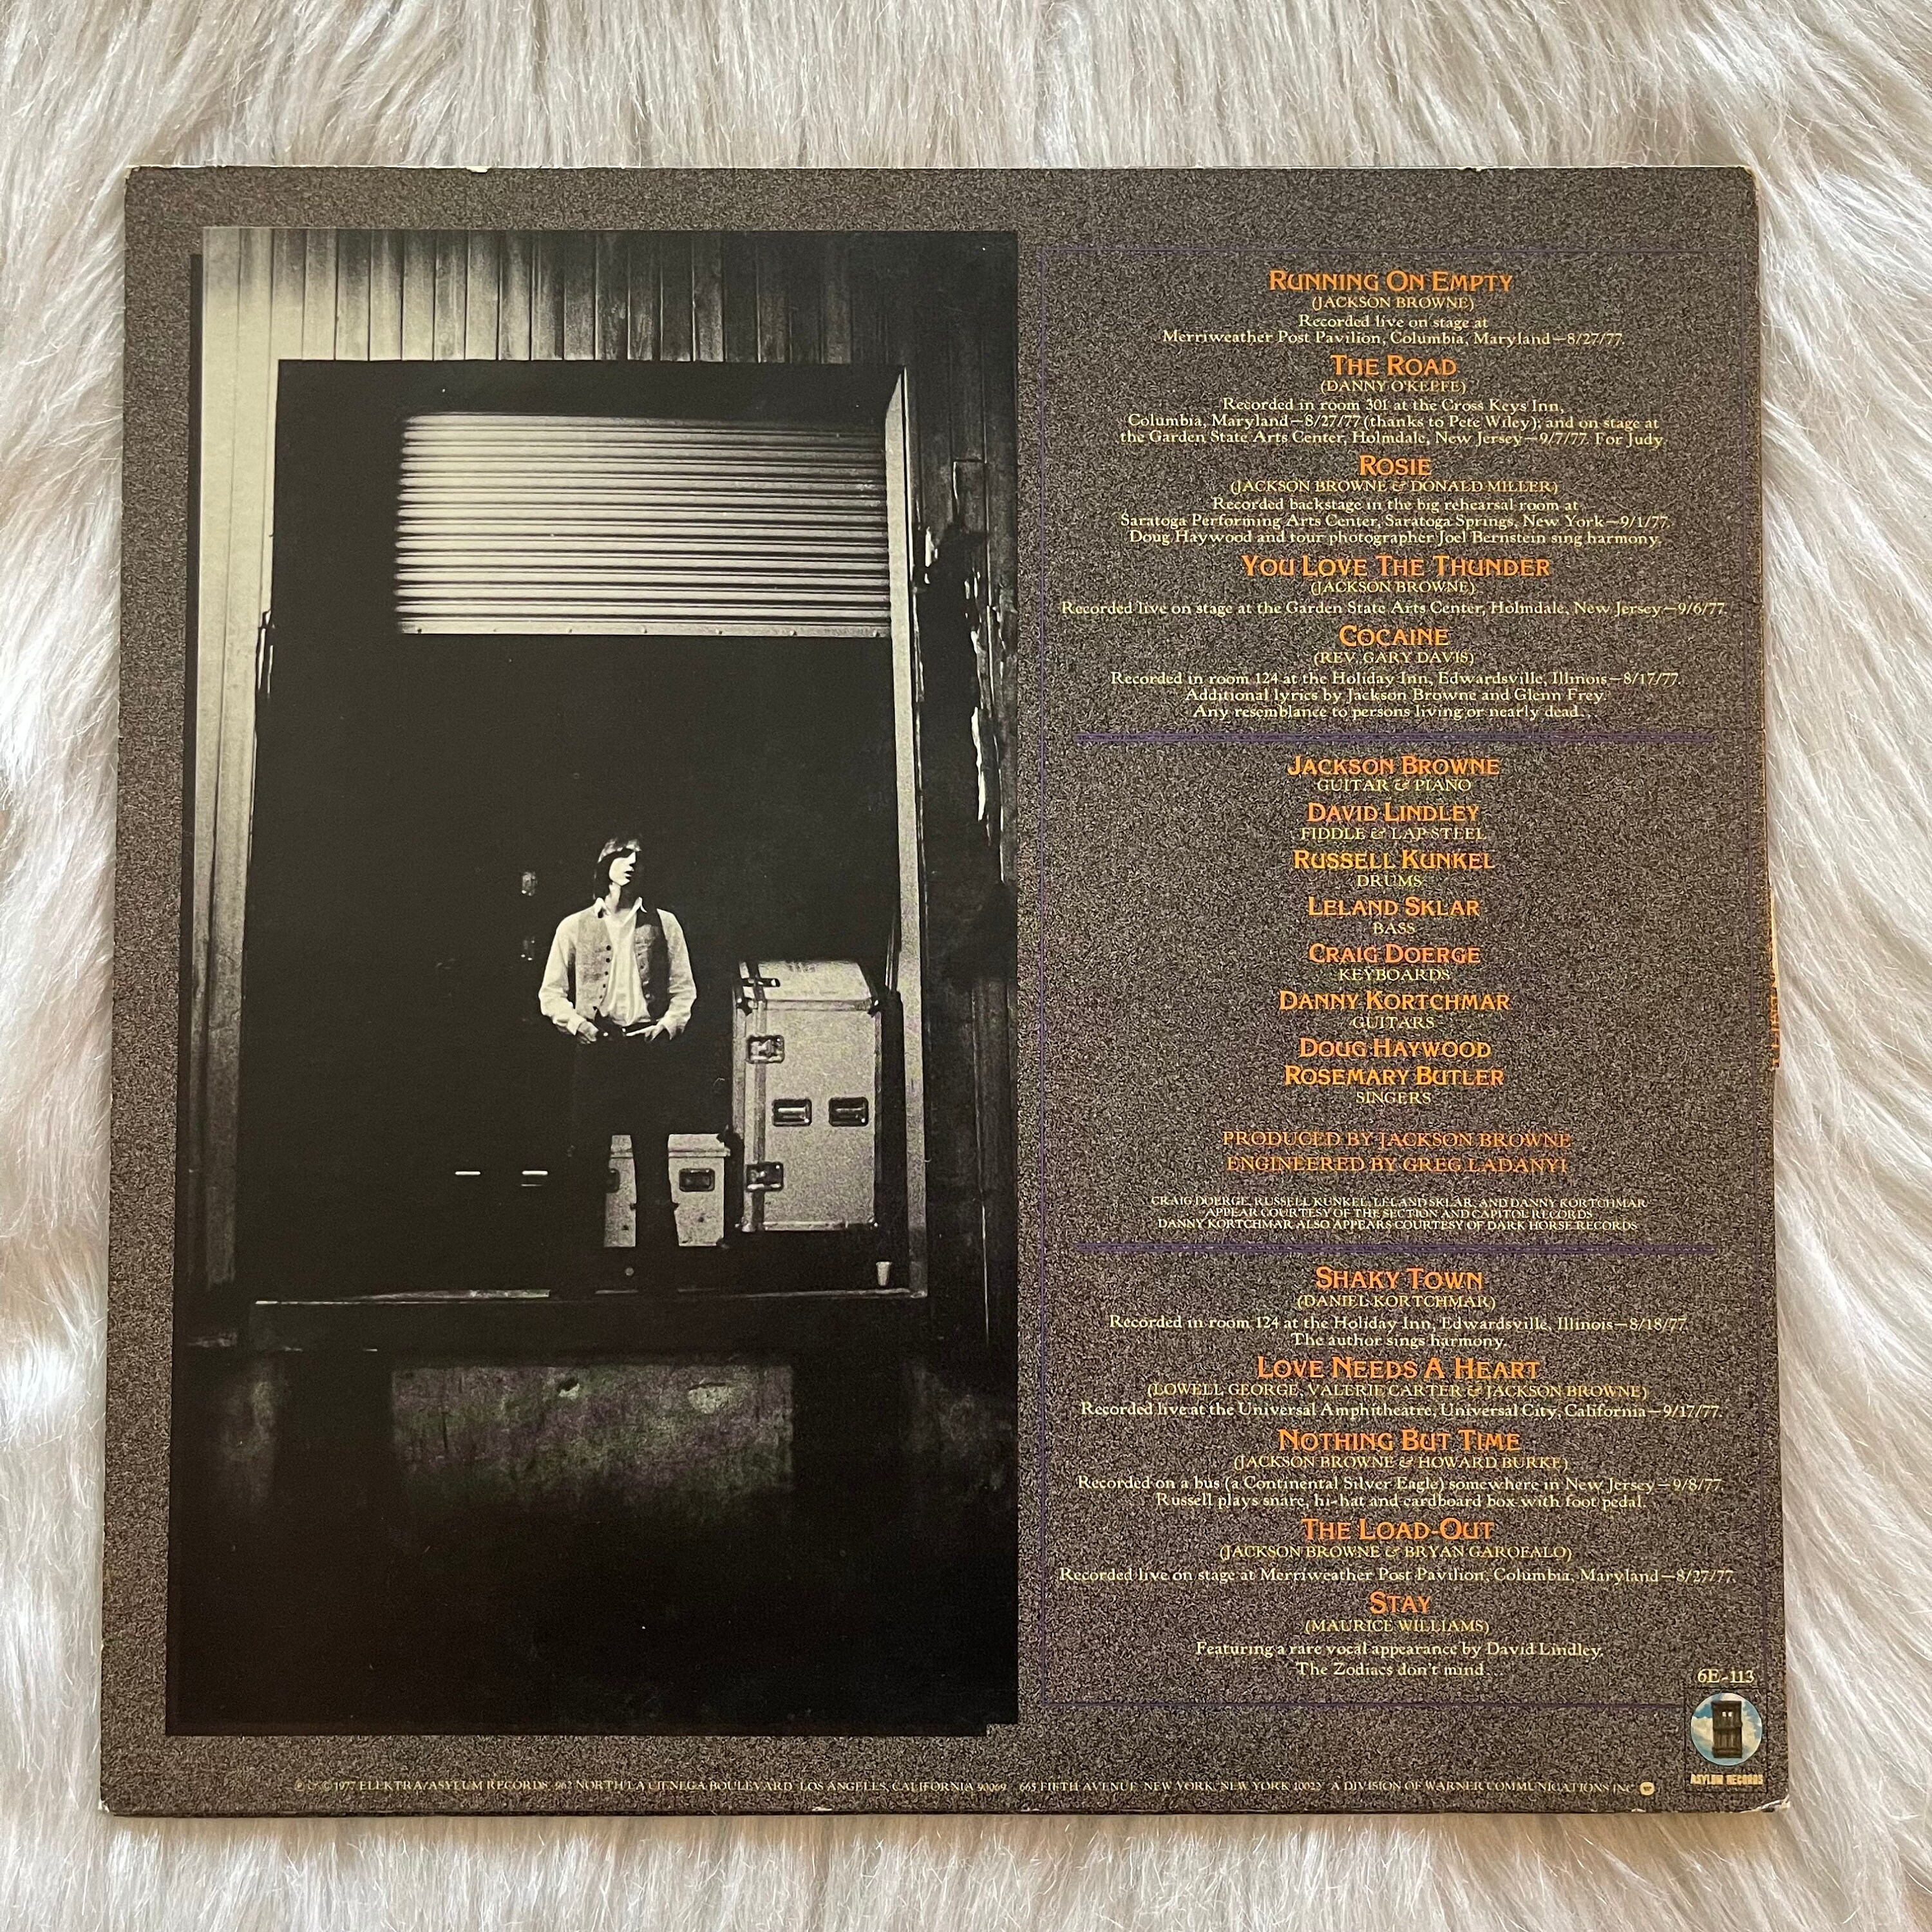 RUNNING ON EMPTY
(JACKSON BROWNE)
Recorded live on stage at
Merriweather Post Pavilion, Columbia, Maryland—8/27/77.
THE ROAD
(DANNY O'KEEFE)
Recorded in room 301 at the Cross Keys Inn,
Columbia, Maryland—8/27/77 (thanks to Pete Wiley); and on stage at
the Garden State Arts Center, Holmdale, New Jersey—9/7/77. For Judy.
ROSIE
(JACKSON BROWNE & DONALD MILLER)
Recorded backstage in the big rehearsal room at
Saratoga Performing Arts Center, Saratoga Springs, New York—9/1/77.
Doug Haywood and tour photographer Joel Bernstein sing harmony.
YOU LOVE THE THUNDER
(JACKSON BROWNE)
Recorded live on stage at the Garden State Arts Center, Holmdale, New Jersey—9/6/77.
COCAINE
(REV. GARY DAVIS)
Recorded in room 124 at the Holiday Inn, Edwardsville, Illinois—8/17/77.
Additional lyrics by Jackson Browne and Glenn Frey.
Any resemblance to persons living or nearly dead...
JACKSON BROWNE
GUITAR & PIANO
DAVID LINDLEY
FIDDLE & LAP STEEL
RUSSELL KUNKEL
DRUMS
LELAND SKLAR
BASS
CRAIG DOERGE
KEYBOARDS
DANNY KORTCHMAR
GUITARS
DOUG HAYWOOD
ROSEMARY BUTLER
SINGERS
PRODUCED BY JACKSON BROWNE
ENGINEERED BY GREG LADANYI
CRAIG DOERGE, RUSSELL KUNKEL, LELAND SKLAR, AND DANNY KORTCHMAR
APPEAR COURTESY OF THE SECTION AND CAPITOL RECORDS
DANNY KORTCHMAR ALSO APPEARS COURTESY OF DARK HORSE RECORDS
SHAKY TOWN
(DANIEL KORTCHMAR)
Recorded in room 124 at the Holiday Inn, Edwardsville, Illinois—8/18/77.
The author sings harmony.
LOVE NEEDS A HEART
(LOWELL GEORGE, VALERIE CARTER & JACKSON BROWNE)
Recorded live at the Universal Amphitheatre, Universal City, California—9/17/77.
NOTHING BUT TIME
(JACKSON BROWNE & HOWARD BURKE)
Recorded on a bus (a Continental Silver Eagle) somewhere in New Jersey—9/8/77.
Russell plays snare, hi-hat and cardboard box with foot pedal.
THE LOAD-OUT
(JACKSON BROWNE & BRYAN GAROFALO)
Recorded live on stage at Merriweather Post Pavilion, Columbia, Maryland—8/27/77.
STAY
(MAURICE WILLIAMS)
Featuring a rare vocal appearance by David Lindley.
The Zodiacs don't mind...
6E-113
ASYLUM RECORDS
©1977 ELEKTRA/ASYLUM RECORDS, 962 NORTH LA CIENEGA BOULEVARD, LOS ANGELES, CALIFORNIA 90069 665 FIFTH AVENUE, NEW YORK, NEW YORK 10022 A DIVISION OF WARNER COMMUNICATIONS INC.